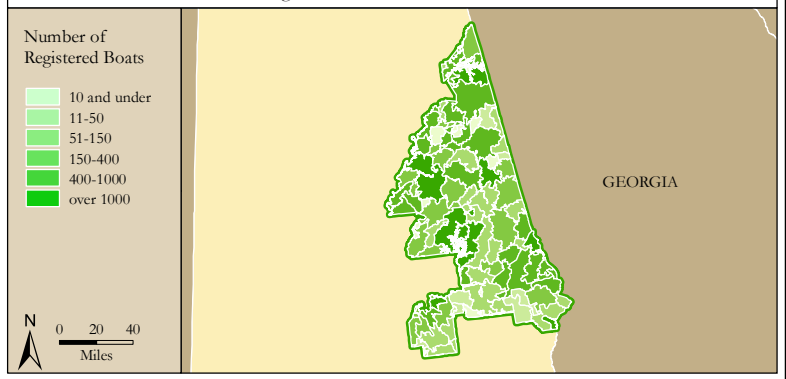 Number of
Registered Boats
10 and under
11-50
51-150
150-400
400-1000
over 1000
GEORGIA
N
0 20 40
Miles